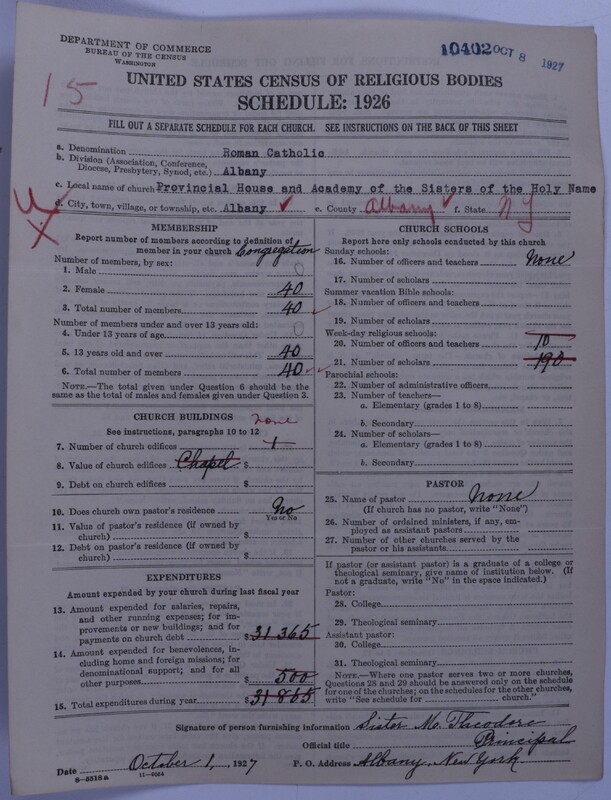 DEPARTMENT OF COMMERCE
BUREAU OF THE CENSUS
WASHINGTON
10402 OCT 8 1927
15
UNITED STATES CENSUS OF RELIGIOUS BODIES
SCHEDULE: 1926
FILL OUT A SEPARATE SCHEDULE FOR EACH CHURCH. SEE INSTRUCTIONS ON THE BACK OF THIS SHEET
a. Denomination Roman Catholic
b. Division (Association, Conference, Diocese, Presbytery, Synod, etc.) Albany
c. Local name of church Provincial House and Academy of the Sisters of the Holy Name
d. City, town, village, or township, etc. Albany ✓ e. County Albany ✓ f. State N Y
MEMBERSHIP
Report number of members according to definition of
member in your church Congregation
Number of members, by sex:
1. Male 0
2. Female 40
3. Total number of members 40 ✓
Number of members under and over 13 years old:
4. Under 13 years of age 0
5. 13 years old and over 40
6. Total number of members 40 ✓ ✓
NOTE.—The total given under Question 6 should be
same as the total of males and females given under Question 3.
CHURCH BUILDINGS none
See instructions, paragraphs 10 to 12
7. Number of church edifices 1
8. Value of church edifices Chapel $
9. Debt on church edifices $
10. Does church own pastor's residence No
Yes or No
11. Value of pastor's residence (if owned by
church) $
12. Debt on pastor's residence (if owned by
church) $
EXPENDITURES
Amount expended by your church during last fiscal year
13. Amount expended for salaries, repairs,
and other running expenses; for im-
provements or new buildings; and for
payments on church debt $31365
14. Amount expended for benevolences, in-
cluding home and foreign missions; for
denominational support; and for all
other purposes $500
15. Total expenditures during year $31865
CHURCH SCHOOLS
Report here only schools conducted by this church
Sunday schools:
16. Number of officers and teachers None
17. Number of scholars
Summer vacation Bible schools:
18. Number of officers and teachers
19. Number of scholars
Week-day religious schools:
20. Number of officers and teachers 10
21. Number of scholars 190
Parochial schools:
22. Number of administrative officers
23. Number of teachers—
a. Elementary (grades 1 to 8)
b. Secondary
24. Number of scholars—
a. Elementary (grades 1 to 8)
b. Secondary
PASTOR
25. Name of pastor None
(If church has no pastor, write "None")
26. Number of ordained ministers, if any, em-
ployed as assistant pastors
27. Number of other churches served by the
pastor or his assistants
If pastor (or assistant pastor) is a graduate of a college or
theological seminary, give name of institution below. (If
not a graduate, write "No" in the space indicated.)
Pastor:
28. College
29. Theological seminary
Assistant pastor:
30. College
31. Theological seminary
NOTE.—Where one pastor serves two or more churches,
Questions 28 and 29 should be answered only on the schedule
for one of the churches; on the schedules for the other churches,
write "See schedule for church."
Signature of person furnishing information Sister M. Theodore
Official title Principal
Date October 1, 1927 P. O. Address Albany, New York
8-5518a 11-9064